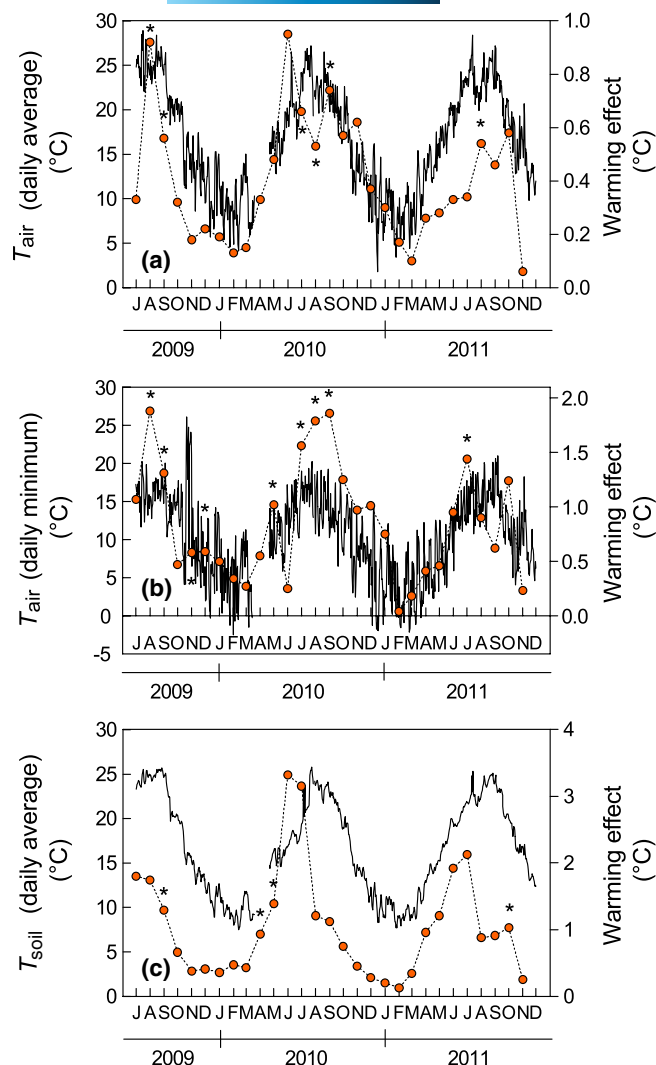 30
25
20
15
10
5
0
T air (daily average)
(°C)
1.0
0.8
0.6
0.4
0.2
0.0
Warming effect
(°C)
* * * * * *
(a)
J A S O N D J F M A M J J A S O N D J F M A M J J A S O N D
2009 2010 2011
30
25
20
15
10
5
0
-5
T air (daily minimum)
(°C)
2.0
1.5
1.0
0.5
0.0
Warming effect
(°C)
* * * * * * * * *
(b)
J A S O N D J F M A M J J A S O N D J F M A M J J A S O N D
2009 2010 2011
30
25
20
15
10
5
0
T soil (daily average)
(°C)
4
3
2
1
0
Warming effect
(°C)
* * * *
(c)
J A S O N D J F M A M J J A S O N D J F M A M J J A S O N D
2009 2010 2011